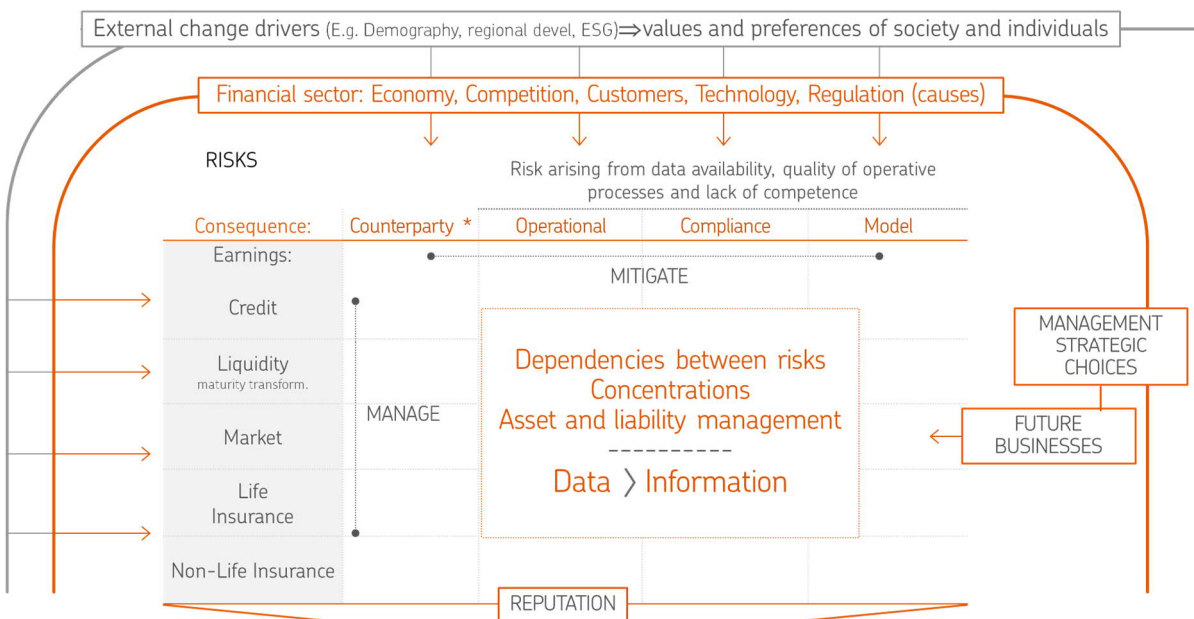 External change drivers (E.g. Demography, regional devel, ESG)⇒values and preferences of society and individuals
Financial sector: Economy, Competition, Customers, Technology, Regulation (causes)
RISKS
Risk arising from data availability, quality of operative
processes and lack of competence
Consequence:
Counterparty *
Operational
Compliance
Model
Earnings:
MITIGATE
Credit
Liquidity
maturity transform.
MANAGE
Market
Life
Insurance
Non-Life Insurance
Dependencies between risks
Concentrations
Asset and liability management
Data > Information
MANAGEMENT
STRATEGIC
CHOICES
FUTURE
BUSINESSES
REPUTATION